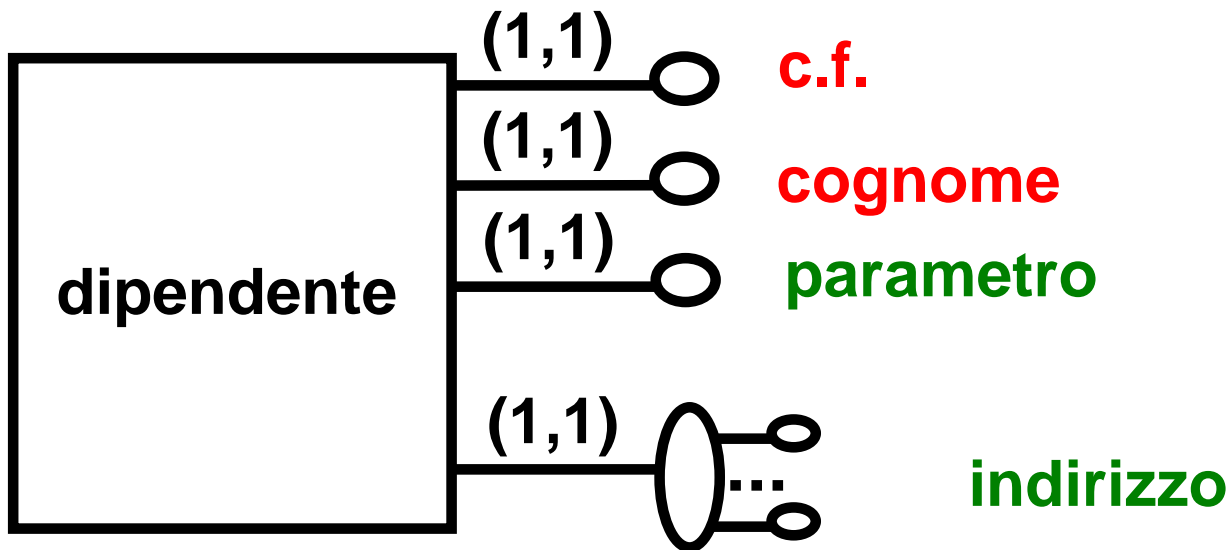 (1,1) c.f.
(1,1) cognome
(1,1) parametro
dipendente
(1,1)
... indirizzo